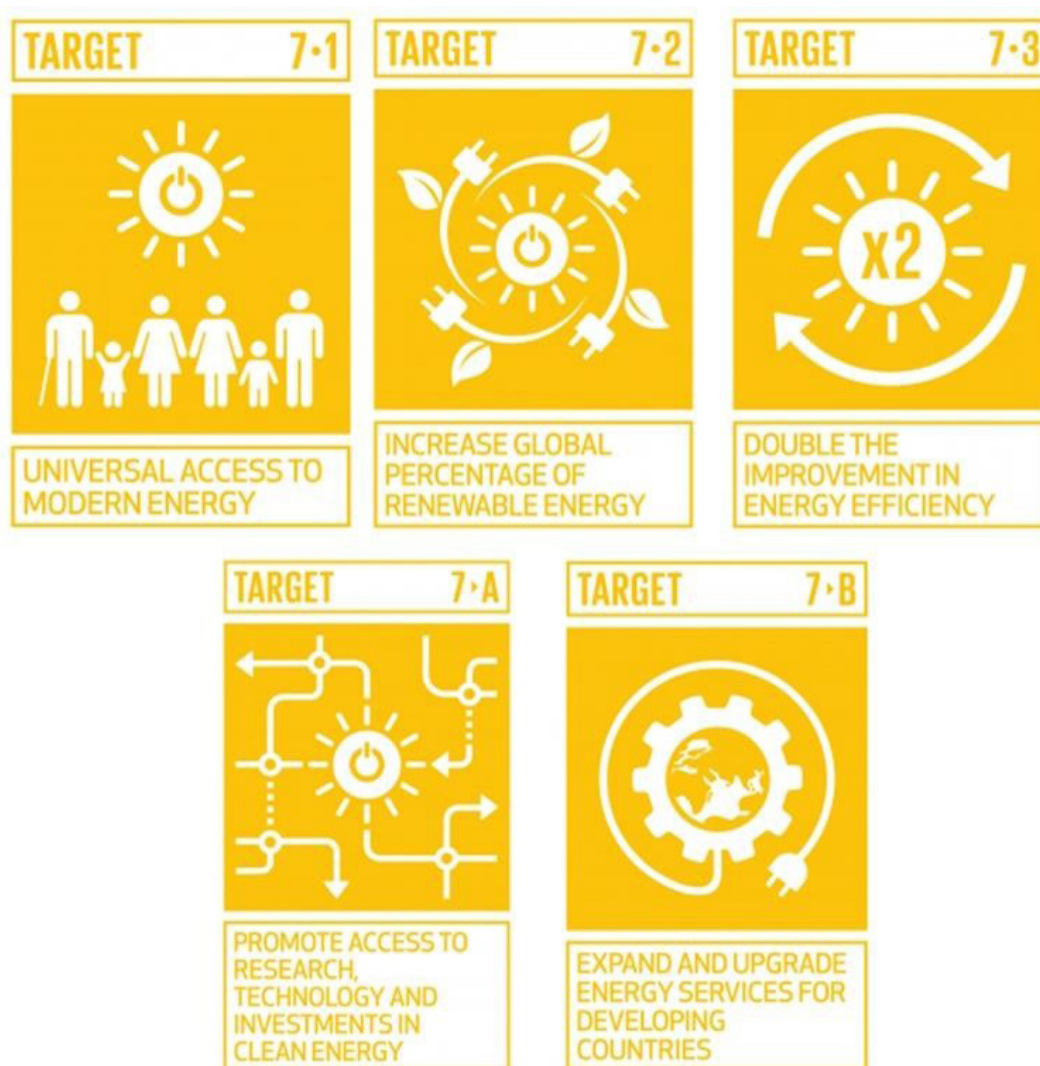 TARGET 7•1
UNIVERSAL ACCESS TO
MODERN ENERGY
TARGET 7•2
INCREASE GLOBAL
PERCENTAGE OF
RENEWABLE ENERGY
TARGET 7•3
x2
DOUBLE THE
IMPROVEMENT IN
ENERGY EFFICIENCY
TARGET 7‣A
PROMOTE ACCESS TO
RESEARCH,
TECHNOLOGY AND
INVESTMENTS IN
CLEAN ENERGY
TARGET 7‣B
EXPAND AND UPGRADE
ENERGY SERVICES FOR
DEVELOPING
COUNTRIES